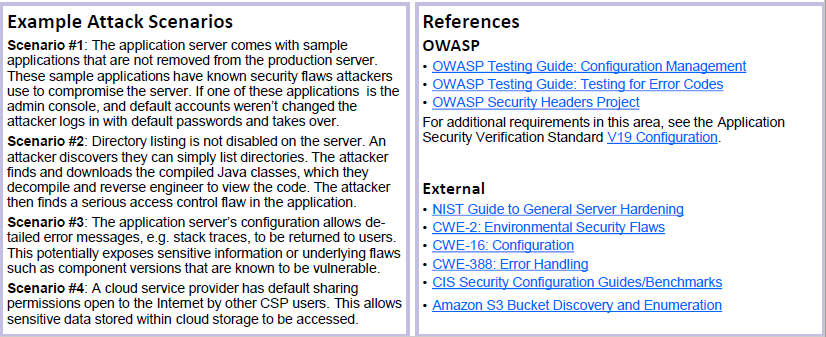 Example Attack Scenarios
Scenario #1: The application server comes with sample
applications that are not removed from the production server.
These sample applications have known security flaws attackers
use to compromise the server. If one of these applications is the
admin console, and default accounts weren't changed the
attacker logs in with default passwords and takes over.
Scenario #2: Directory listing is not disabled on the server. An
attacker discovers they can simply list directories. The attacker
finds and downloads the compiled Java classes, which they
decompile and reverse engineer to view the code. The attacker
then finds a serious access control flaw in the application.
Scenario #3: The application server's configuration allows de-
tailed error messages, e.g. stack traces, to be returned to users.
This potentially exposes sensitive information or underlying flaws
such as component versions that are known to be vulnerable.
Scenario #4: A cloud service provider has default sharing
permissions open to the Internet by other CSP users. This allows
sensitive data stored within cloud storage to be accessed.
References
OWASP
• OWASP Testing Guide: Configuration Management
• OWASP Testing Guide: Testing for Error Codes
• OWASP Security Headers Project
For additional requirements in this area, see the Application
Security Verification Standard V19 Configuration.
External
• NIST Guide to General Server Hardening
• CWE-2: Environmental Security Flaws
• CWE-16: Configuration
• CWE-388: Error Handling
• CIS Security Configuration Guides/Benchmarks
• Amazon S3 Bucket Discovery and Enumeration